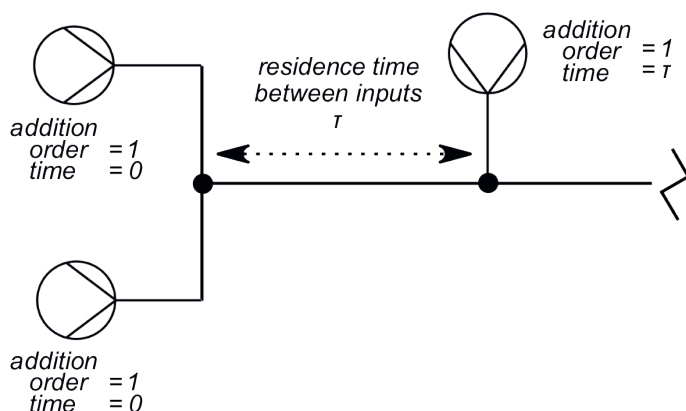 addition
order = 1
time = 0
residence time
between inputs
τ
addition
order = 1
time = τ
addition
order = 1
time = 0